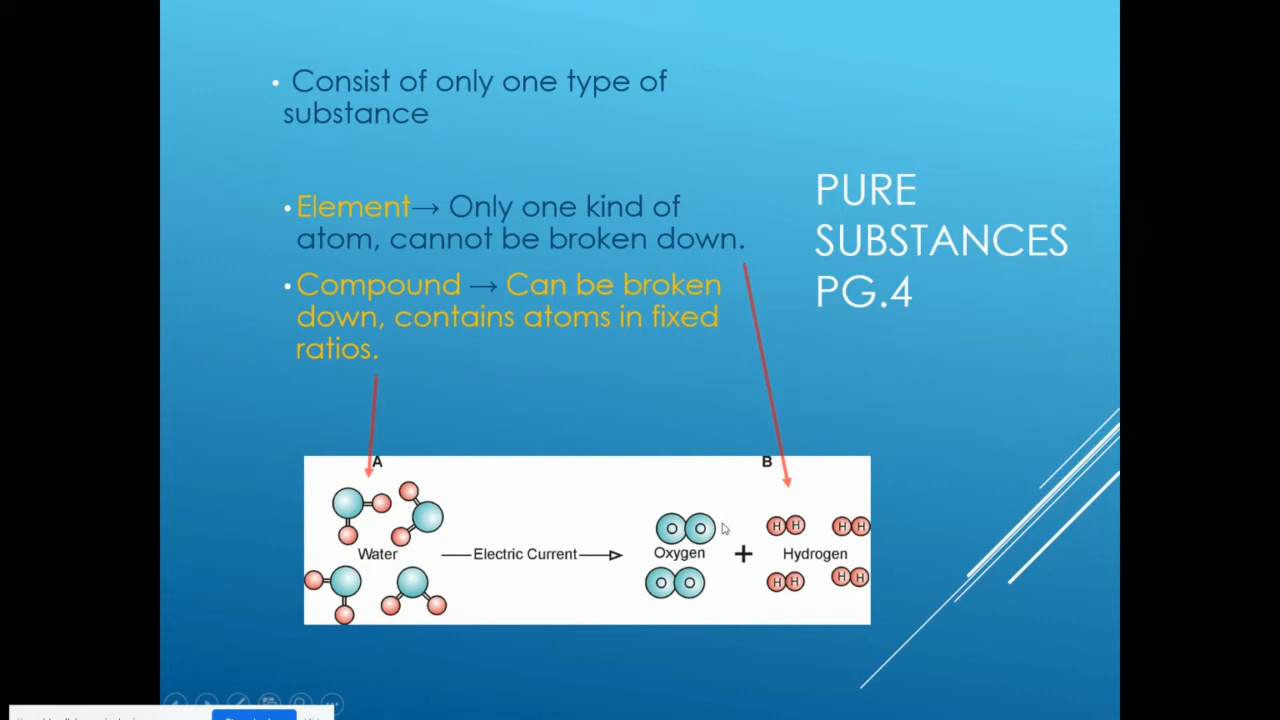 • Consist of only one type of
substance
• Element→ Only one kind of
atom, cannot be broken down.
• Compound → Can be broken
down, contains atoms in fixed
ratios.
PURE
SUBSTANCES
PG.4
A
B
O O
H H
H H
Water
Electric Current
Oxygen
+
Hydrogen
O O
H H
H H